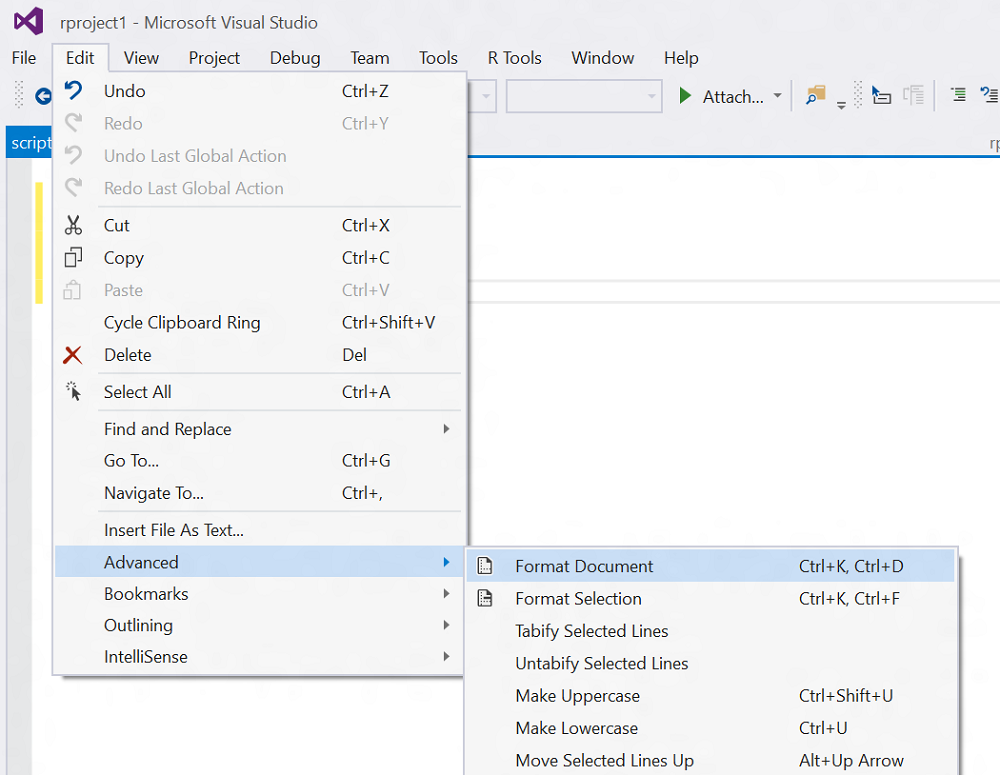 rproject1 - Microsoft Visual Studio
File Edit View Project Debug Team Tools R Tools Window Help
Attach...
script
Undo Ctrl+Z
Redo Ctrl+Y
Undo Last Global Action
Redo Last Global Action
Cut Ctrl+X
Copy Ctrl+C
Paste Ctrl+V
Cycle Clipboard Ring Ctrl+Shift+V
Delete Del
Select All Ctrl+A
Find and Replace
Go To... Ctrl+G
Navigate To... Ctrl+,
Insert File As Text...
Advanced
Bookmarks
Outlining
IntelliSense
Format Document Ctrl+K, Ctrl+D
Format Selection Ctrl+K, Ctrl+F
Tabify Selected Lines
Untabify Selected Lines
Make Uppercase Ctrl+Shift+U
Make Lowercase Ctrl+U
Move Selected Lines Up Alt+Up Arrow